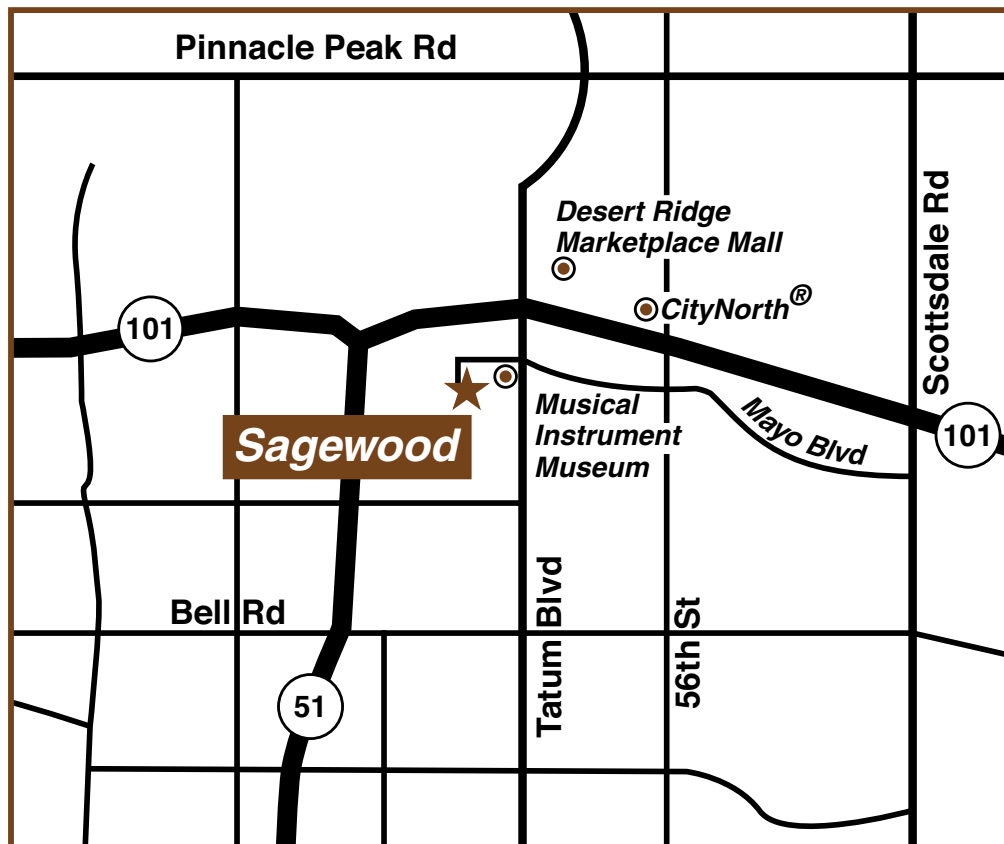 Pinnacle Peak Rd
Desert Ridge
Marketplace Mall
CityNorth®
Scottsdale Rd
101
Sagewood
Musical
Instrument
Museum
Mayo Blvd
101
Bell Rd
Tatum Blvd
56th St
51